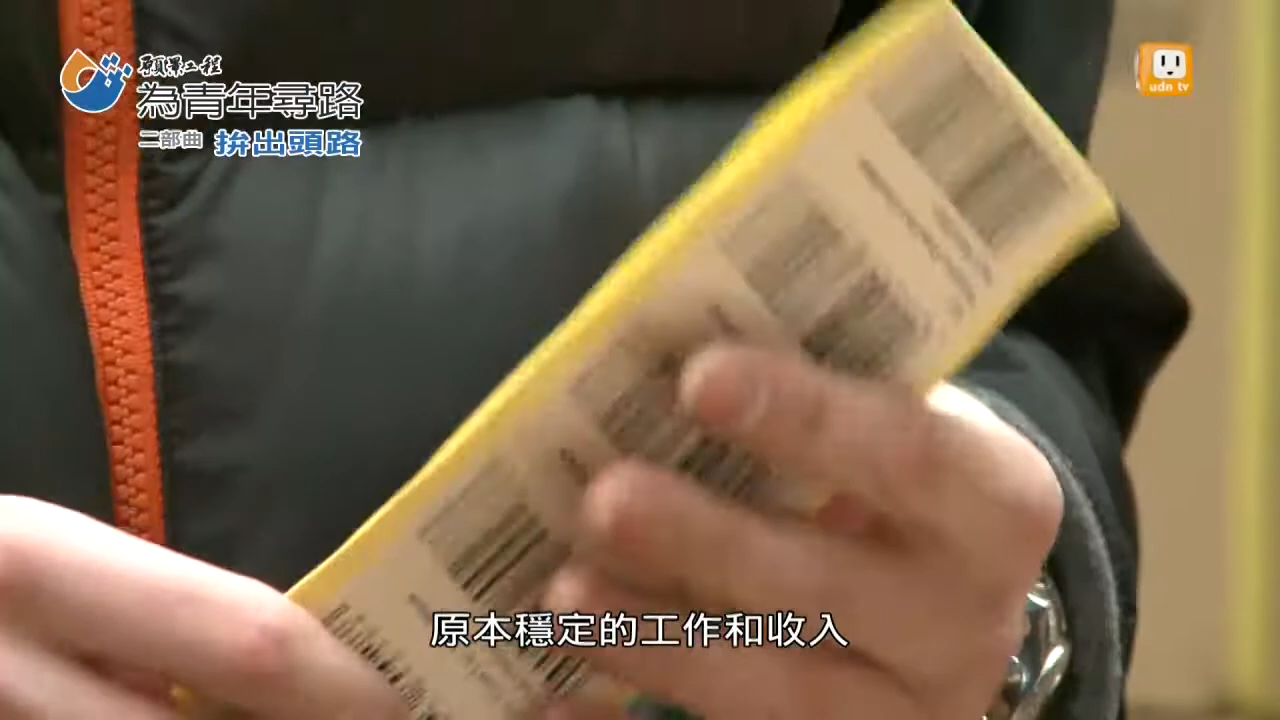 願景工程
為青年尋路
二部曲 拚出頭路
udn tv
原本穩定的工作和收入